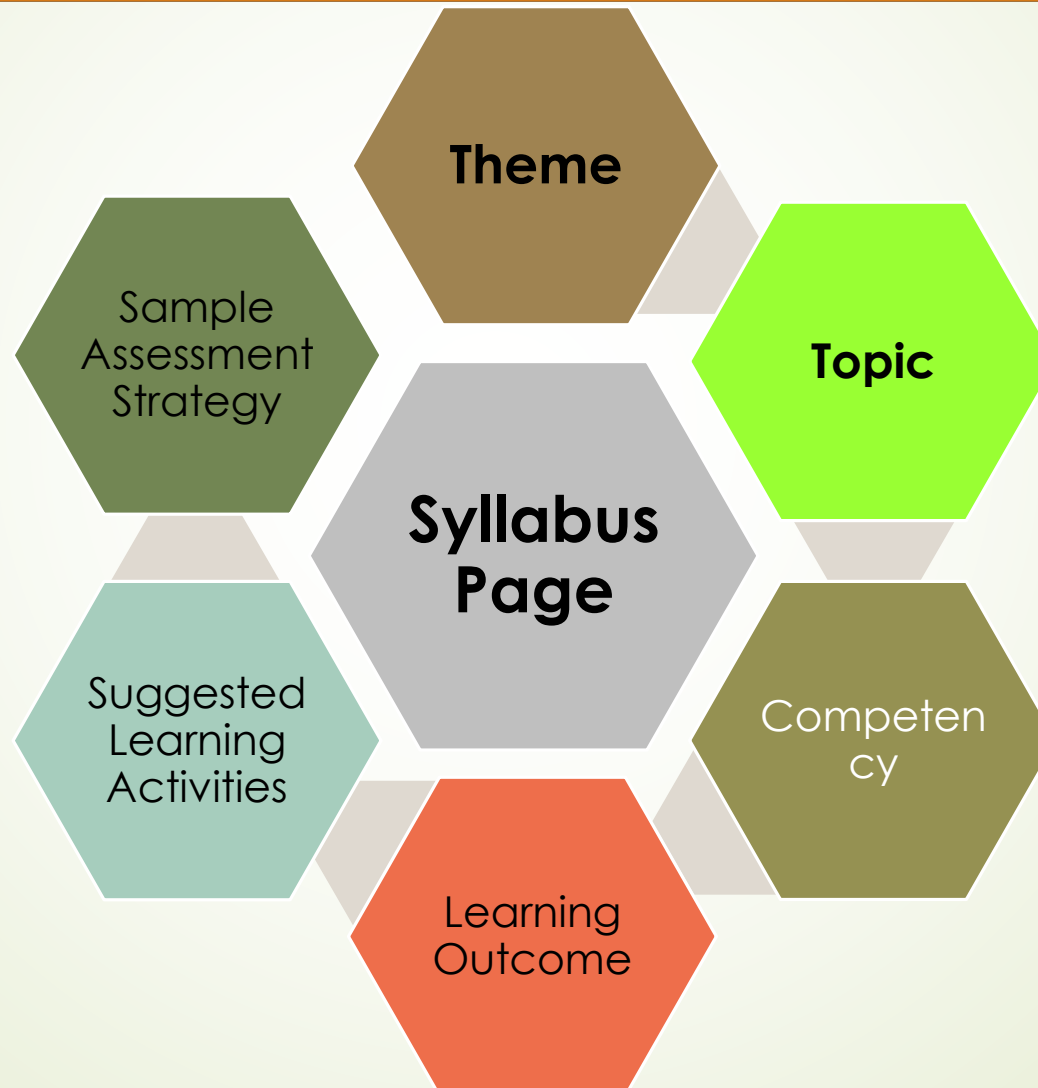 Theme
Topic
Competen
cy
Learning
Outcome
Suggested
Learning
Activities
Sample
Assessment
Strategy
Syllabus
Page